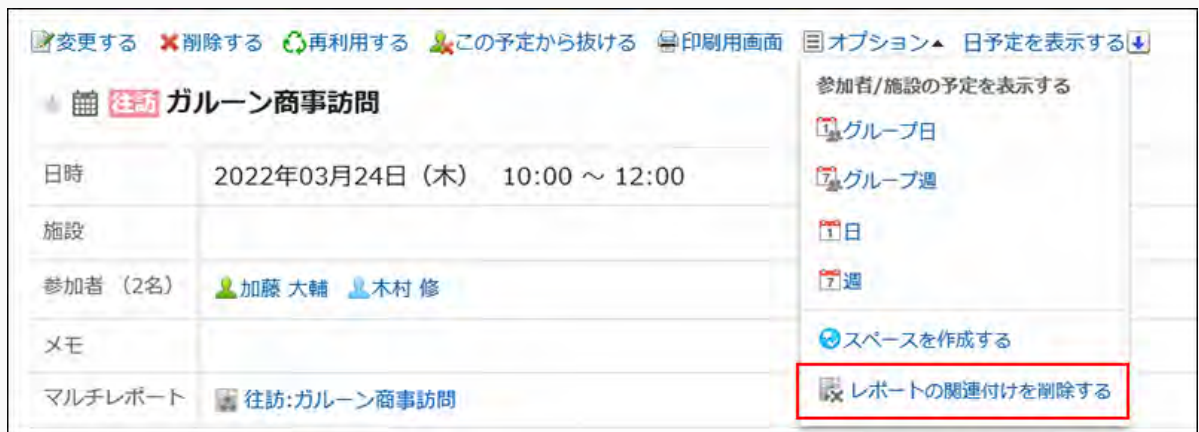 変更する 削除する 再利用する この予定から抜ける 印刷用画面 オプション▲ 日予定を表示する
往訪 ガルーン商事訪問
日時 2022年03月24日（木） 10:00 ～ 12:00
施設
参加者 （2名） 加藤 大輔 木村 修
メモ
マルチレポート 往訪:ガルーン商事訪問
参加者/施設の予定を表示する
1 グループ日
7 グループ週
1 日
7 週
スペースを作成する
レポートの関連付けを削除する